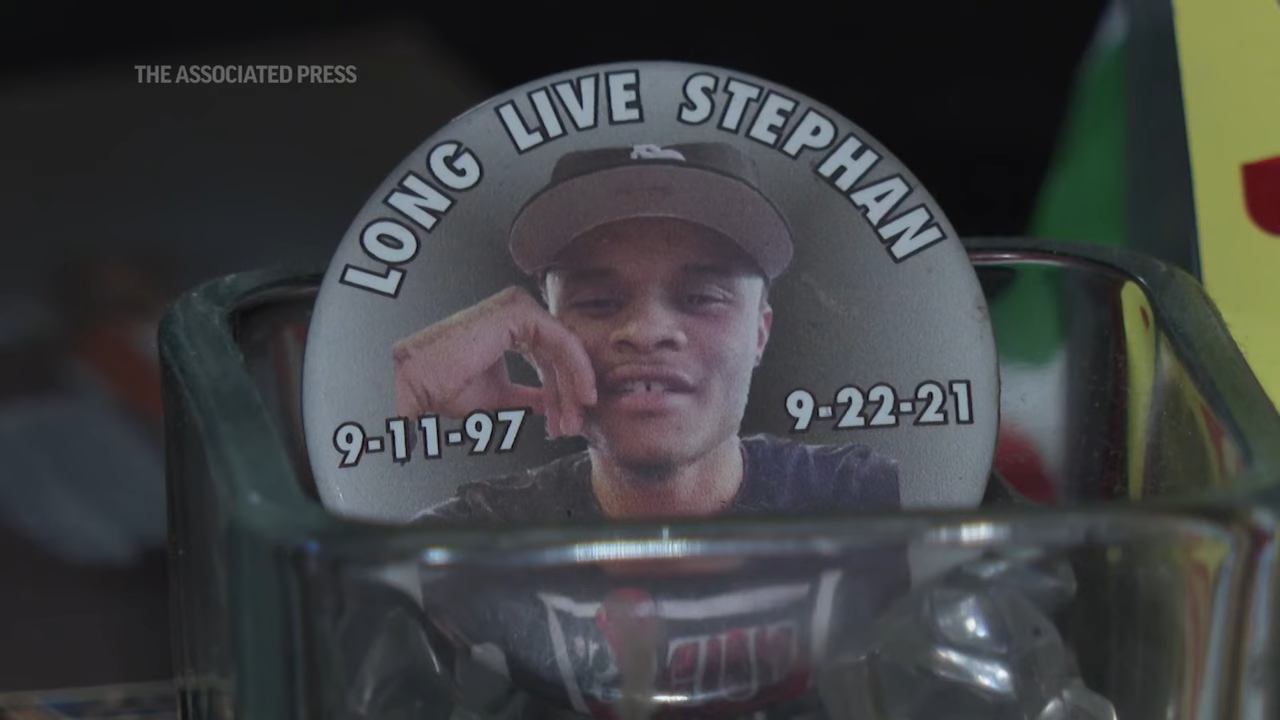 THE ASSOCIATED PRESS
LONG LIVE STEPHAN
9-11-97
9-22-21